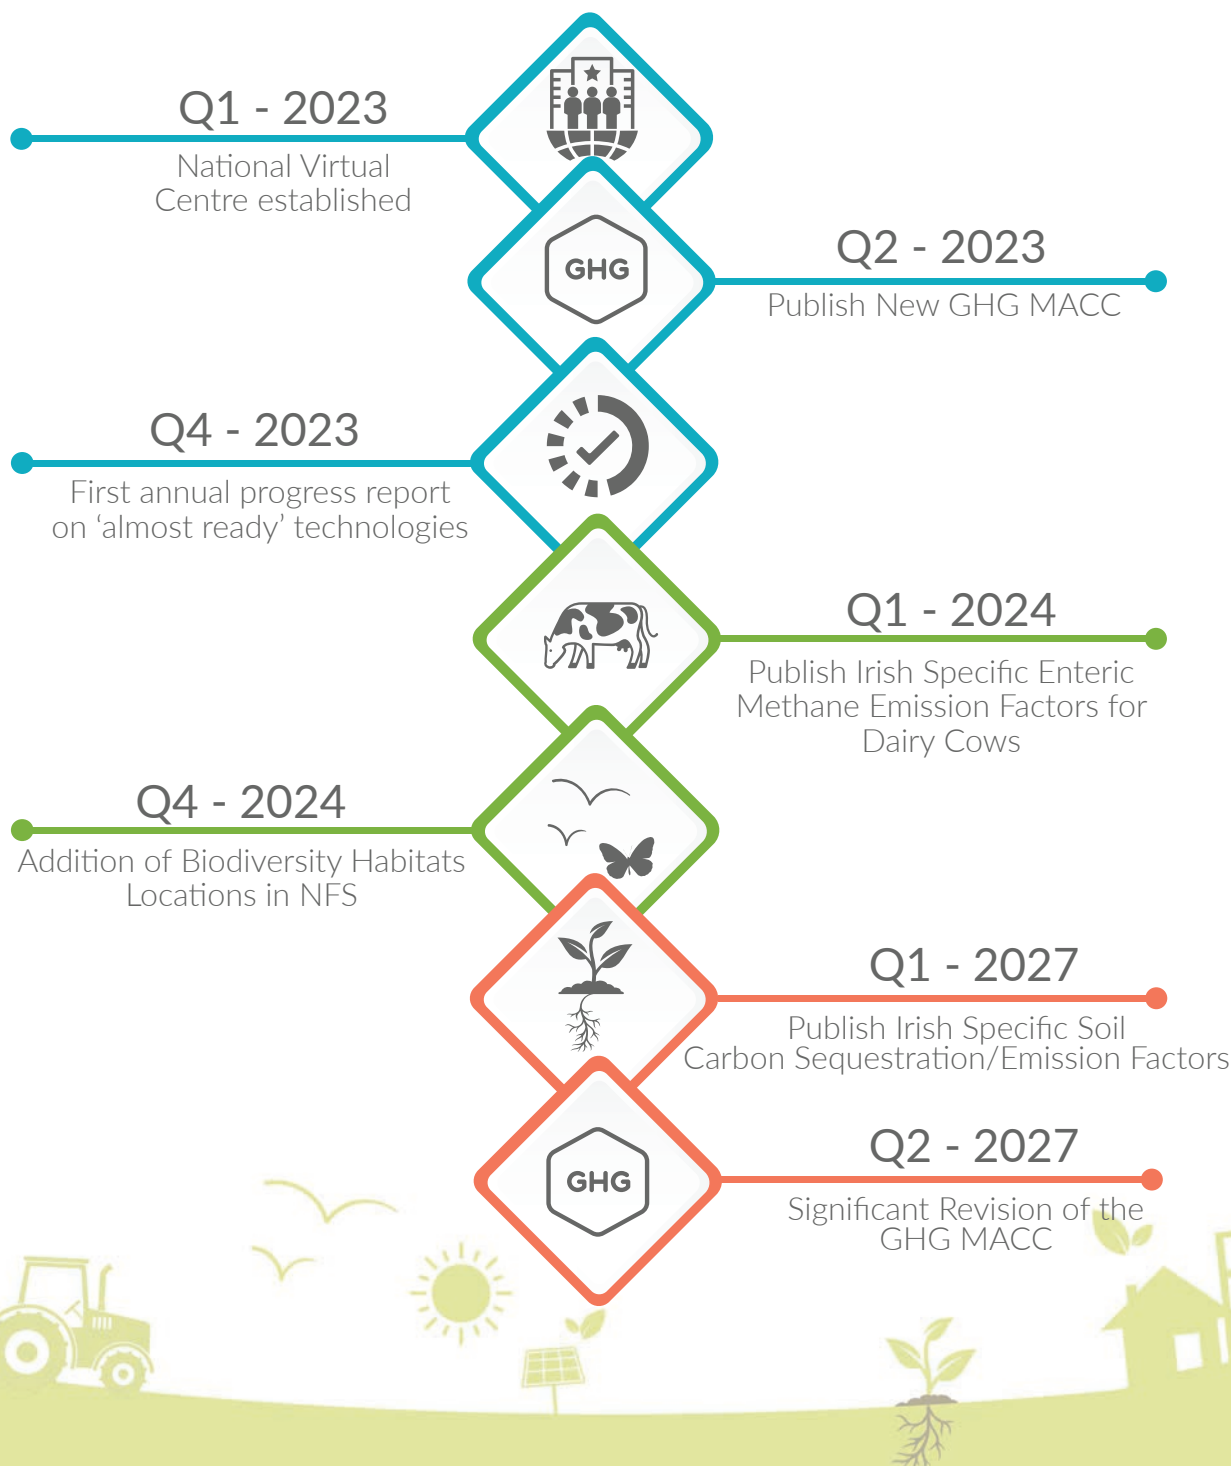 Q1 - 2023
National Virtual
Centre established
GHG
Q2 - 2023
Publish New GHG MACC
Q4 - 2023
First annual progress report
on ‘almost ready’ technologies
Q1 - 2024
Publish Irish Specific Enteric
Methane Emission Factors for
Dairy Cows
Q4 - 2024
Addition of Biodiversity Habitats
Locations in NFS
Q1 - 2027
Publish Irish Specific Soil
Carbon Sequestration/Emission Factors
GHG
Q2 - 2027
Significant Revision of the
GHG MACC